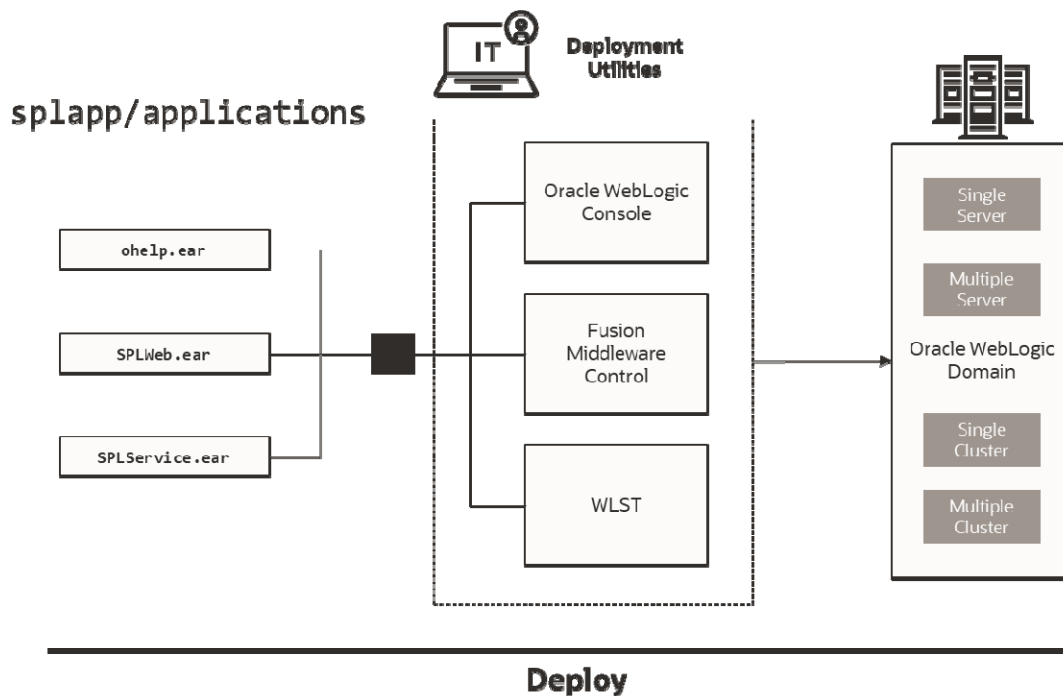 IT
Deployment
Utilities
splapp/applications
ohelp.ear
SPLWeb.ear
SPLService.ear
Oracle WebLogic
Console
Fusion
Middleware
Control
WLST
Single
Server
Multiple
Server
Oracle WebLogic
Domain
Single
Cluster
Multiple
Cluster
Deploy